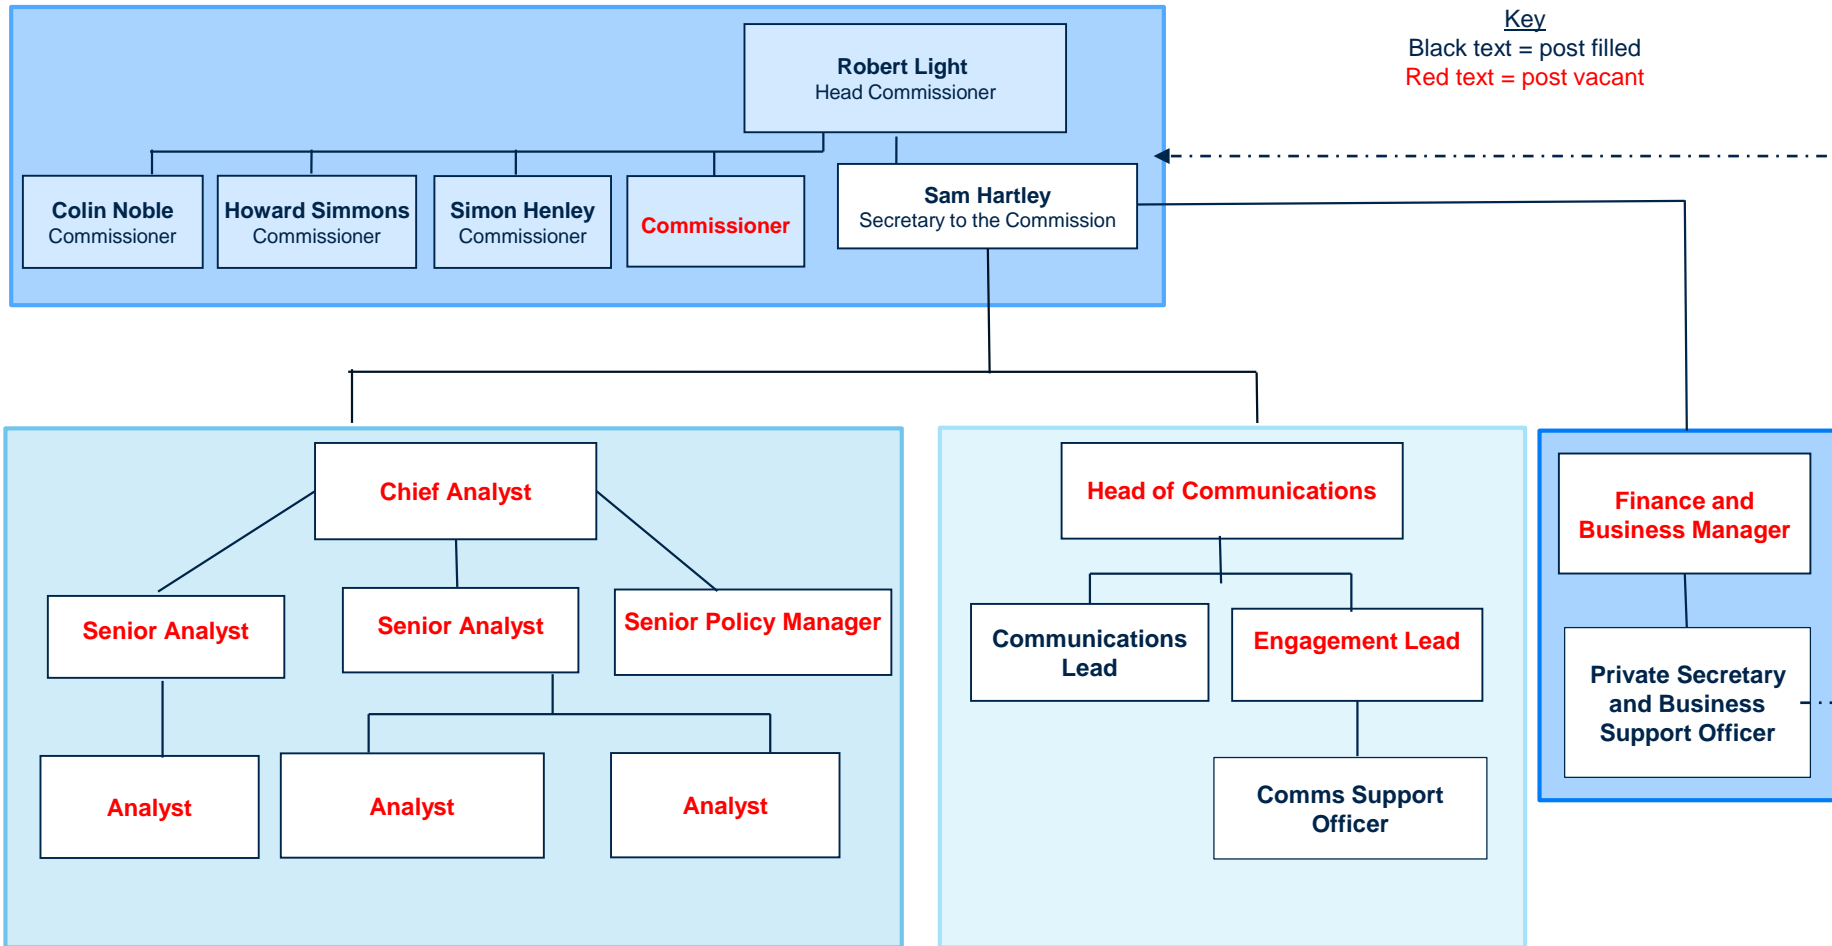 Key
Black text = post filled
Red text = post vacant
Robert Light
Head Commissioner
Colin Noble
Commissioner
Howard Simmons
Commissioner
Simon Henley
Commissioner
Commissioner
Sam Hartley
Secretary to the Commission
Chief Analyst
Senior Analyst
Senior Analyst
Senior Policy Manager
Analyst
Analyst
Analyst
Head of Communications
Communications
Lead
Engagement Lead
Comms Support
Officer
Finance and
Business Manager
Private Secretary
and Business
Support Officer